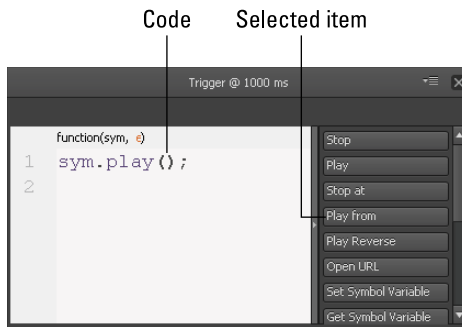 Code Selected item
Trigger @ 1000 ms
function(sym, e)
1 sym.play();
2
Stop
Play
Stop at
Play from
Play Reverse
Open URL
Set Symbol Variable
Get Symbol Variable